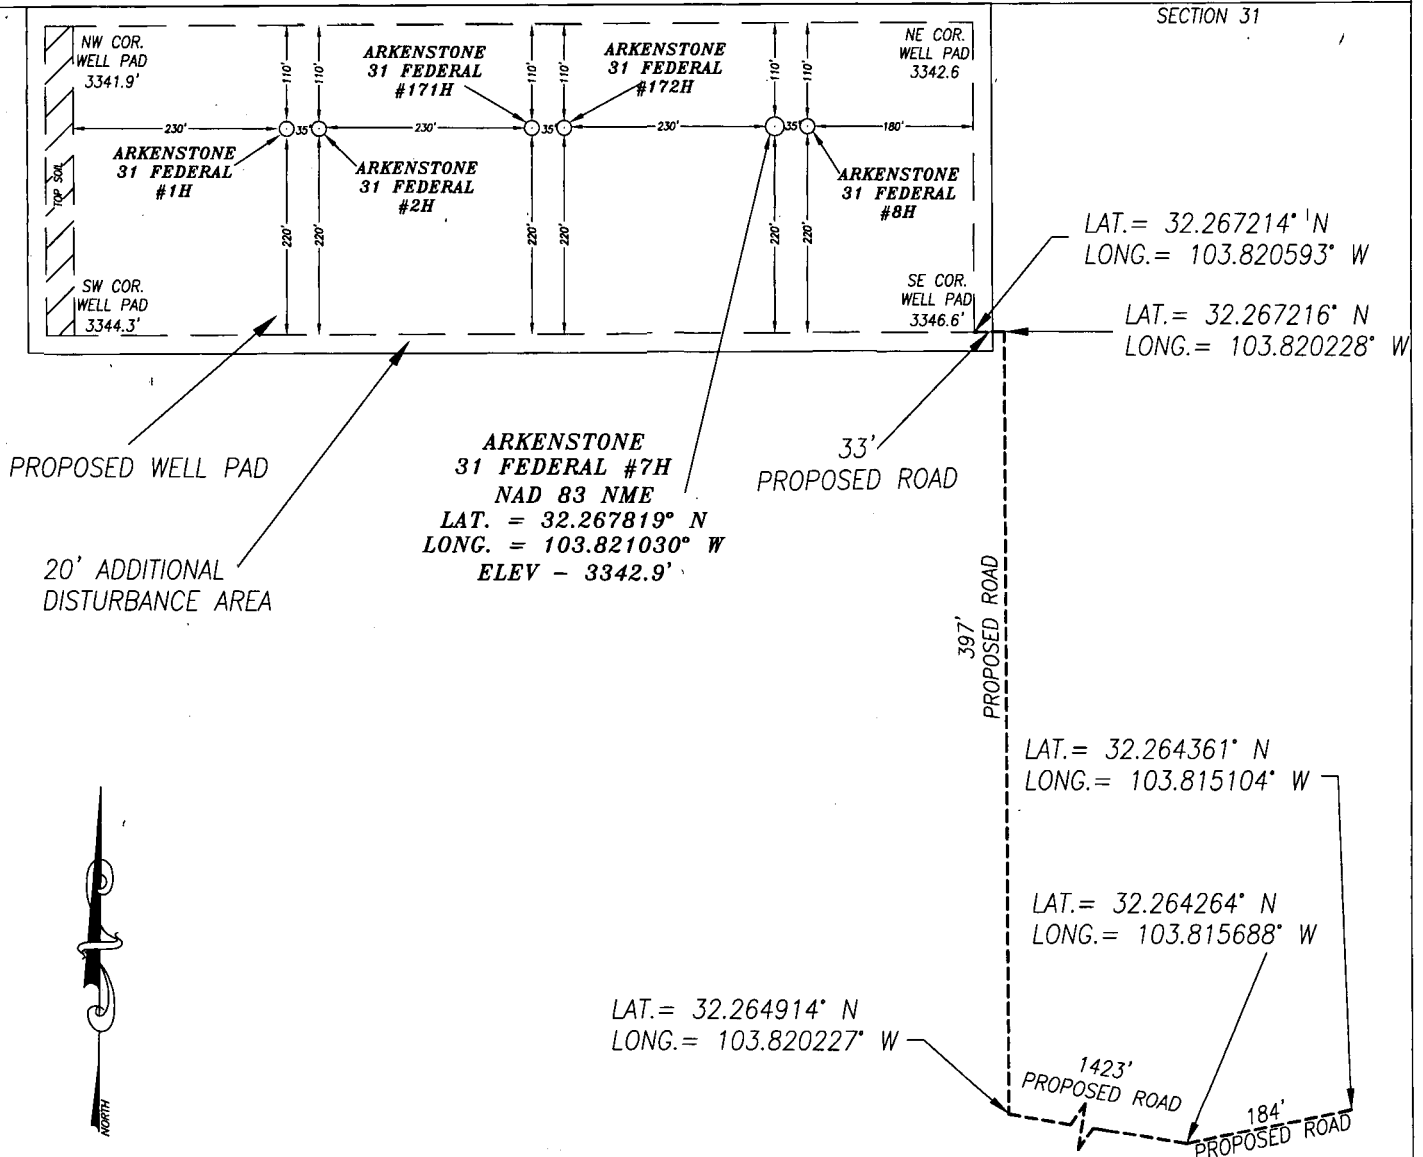 SECTION 31
NW COR.
WELL PAD
3341.9'
ARKENSTONE
31 FEDERAL
#171H
ARKENSTONE
31 FEDERAL
#172H
NE COR.
WELL PAD
3342.6
110'
110'
110'
110'
110'
110'
230'
35'
230'
35'
230'
35'
180'
ARKENSTONE
31 FEDERAL
#1H
ARKENSTONE
31 FEDERAL
#2H
ARKENSTONE
31 FEDERAL
#8H
TOP SOIL
220'
220'
220'
220'
220'
220'
SW COR.
WELL PAD
3344.3'
SE COR.
WELL PAD
3346.6'
LAT.= 32.267214° N
LONG.= 103.820593° W
LAT.= 32.267216° N
LONG.= 103.820228° W
PROPOSED WELL PAD
20' ADDITIONAL
DISTURBANCE AREA
ARKENSTONE
31 FEDERAL #7H
NAD 83 NME
LAT. = 32.267819° N
LONG. = 103.821030° W
ELEV - 3342.9'
33'
PROPOSED ROAD
397'
PROPOSED ROAD
LAT.= 32.264361° N
LONG.= 103.815104° W
LAT.= 32.264264° N
LONG.= 103.815688° W
LAT.= 32.264914° N
LONG.= 103.820227° W
1423'
PROPOSED ROAD
184'
PROPOSED ROAD
NORTH